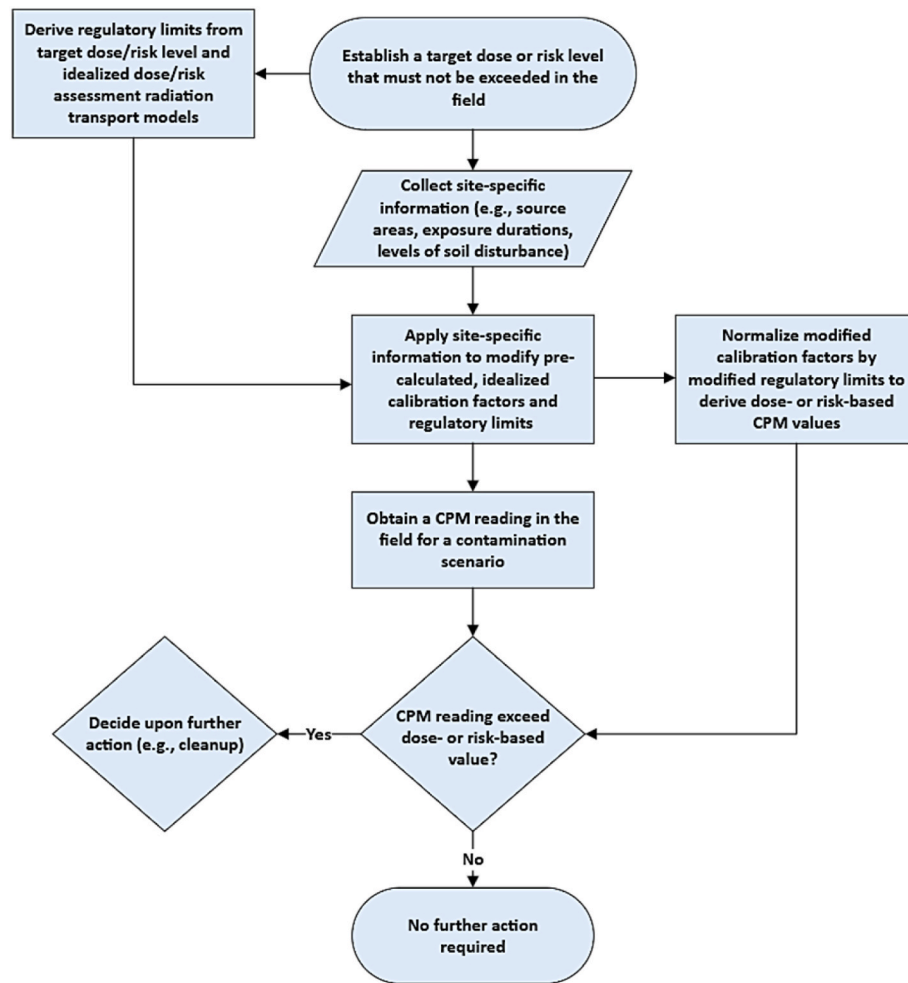 Derive regulatory limits from
target dose/risk level and
idealized dose/risk
assessment radiation
transport models
Establish a target dose or risk level
that must not be exceeded in the
field
Collect site-specific
information (e.g., source
areas, exposure durations,
levels of soil disturbance)
Apply site-specific
information to modify pre-
calculated, idealized
calibration factors and
regulatory limits
Normalize modified
calibration factors by
modified regulatory limits to
derive dose- or risk-based
CPM values
Obtain a CPM reading in the
field for a contamination
scenario
CPM reading exceed
dose- or risk-based
value?
Yes
Decide upon further
action (e.g., cleanup)
No
No further action
required